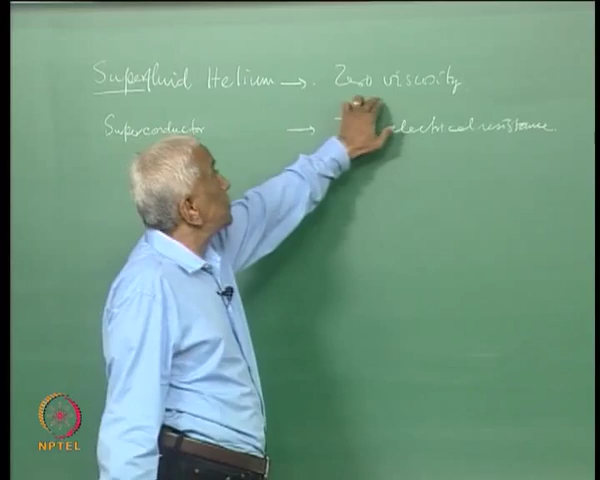 Superfluid Helium → Zero viscosity
Superconductor → electrical resistance.
NPTEL